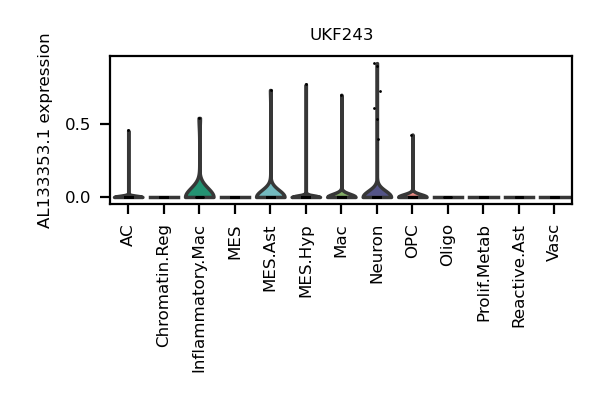 UKF243
AL133353.1 expression
0.5
0.0
AC
Chromatin.Reg
Inflammatory.Mac
MES
MES.Ast
MES.Hyp
Mac
Neuron
OPC
Oligo
Prolif.Metab
Reactive.Ast
Vasc